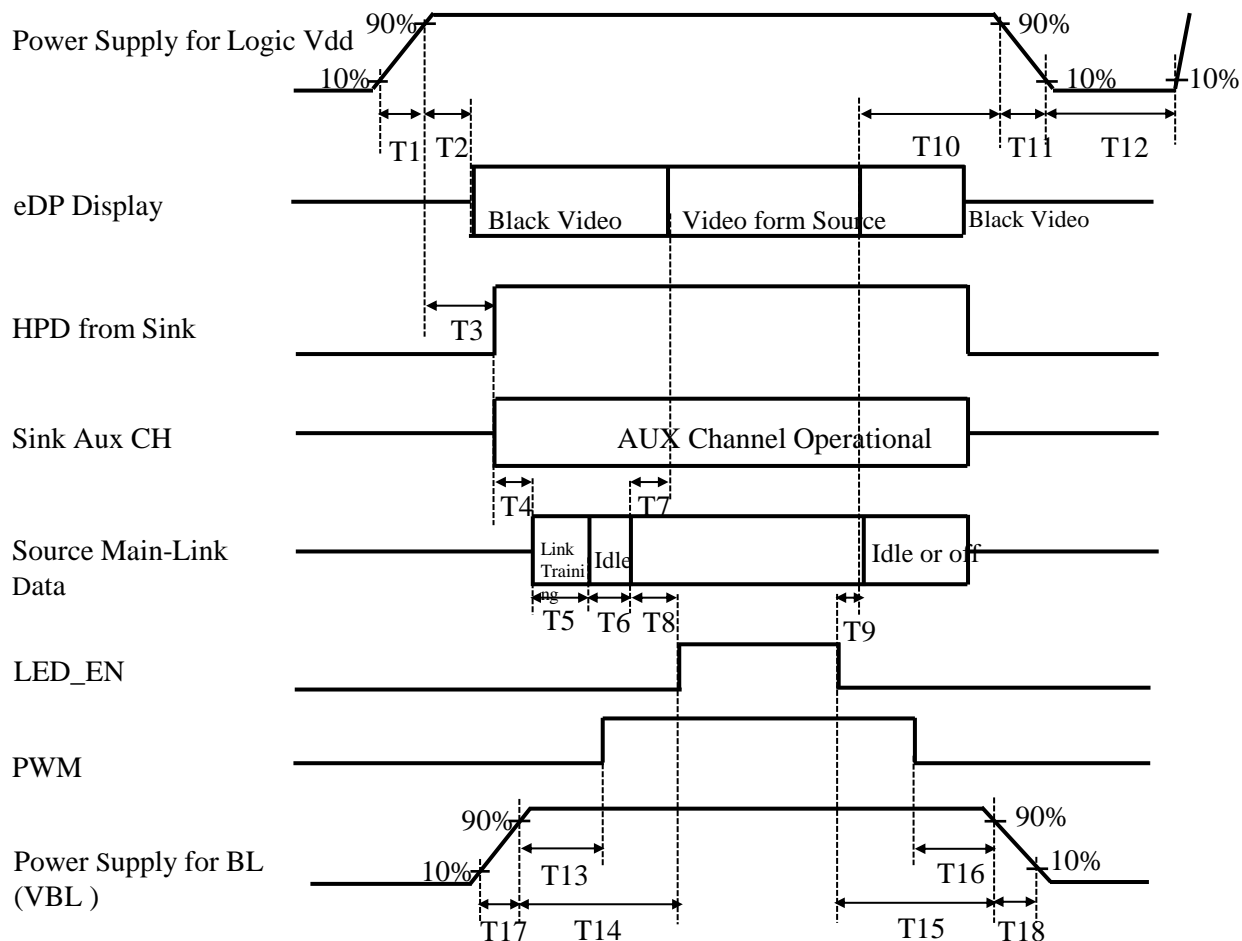 Power Supply for Logic Vdd
90%
90%
10%
10%
10%
T1
T2
T10
T11
T12
eDP Display
Black Video
Video form Source
Black Video
HPD from Sink
T3
Sink Aux CH
AUX Channel Operational
T4
T7
Source Main-Link
Data
Link
Traini
ng
Idle
Idle or off
T5
T6
T8
T9
LED_EN
PWM
90%
90%
Power Supply for BL
(VBL )
10%
T13
T16
10%
T17
T14
T15
T18